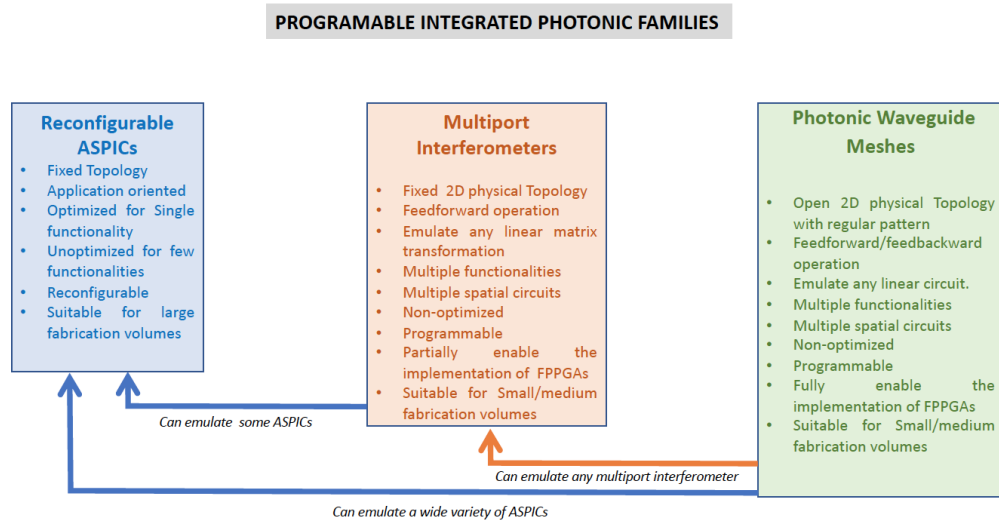 PROGRAMABLE INTEGRATED PHOTONIC FAMILIES
Reconfigurable
ASPICs
• Fixed Topology
• Application oriented
• Optimized for Single
functionality
• Unoptimized for few
functionalities
• Reconfigurable
• Suitable for large
fabrication volumes
Multiport
Interferometers
• Fixed 2D physical Topology
• Feedforward operation
• Emulate any linear matrix
transformation
• Multiple functionalities
• Multiple spatial circuits
• Non-optimized
• Programmable
• Partially enable the
implementation of FPPGAs
• Suitable for Small/medium
fabrication volumes
Photonic Waveguide
Meshes
• Open 2D physical Topology
with regular pattern
• Feedforward/feedbackward
operation
• Emulate any linear circuit.
• Multiple functionalities
• Multiple spatial circuits
• Non-optimized
• Programmable
• Fully enable the
implementation of FPPGAs
• Suitable for Small/medium
fabrication volumes
Can emulate some ASPICs
Can emulate any multiport interferometer
Can emulate a wide variety of ASPICs